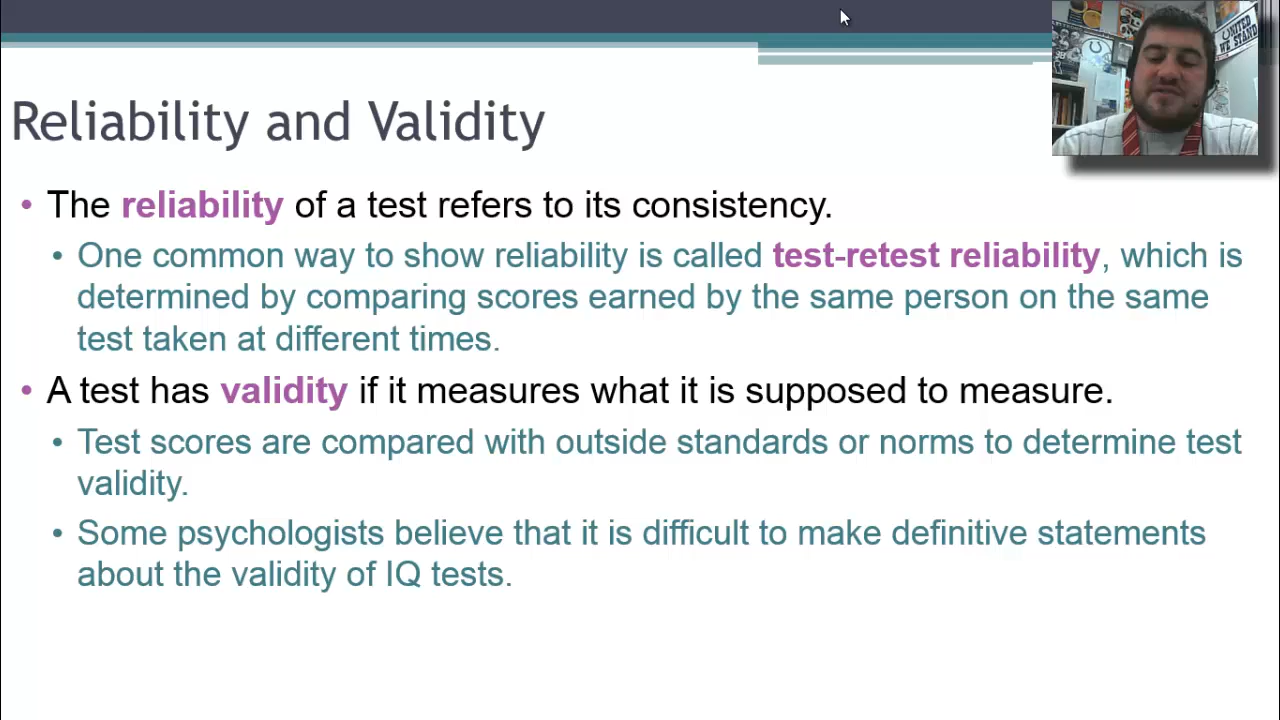 UNITED
WE STAND
Reliability and Validity
• The reliability of a test refers to its consistency.
• One common way to show reliability is called test-retest reliability, which is
determined by comparing scores earned by the same person on the same
test taken at different times.
• A test has validity if it measures what it is supposed to measure.
• Test scores are compared with outside standards or norms to determine test
validity.
• Some psychologists believe that it is difficult to make definitive statements
about the validity of IQ tests.